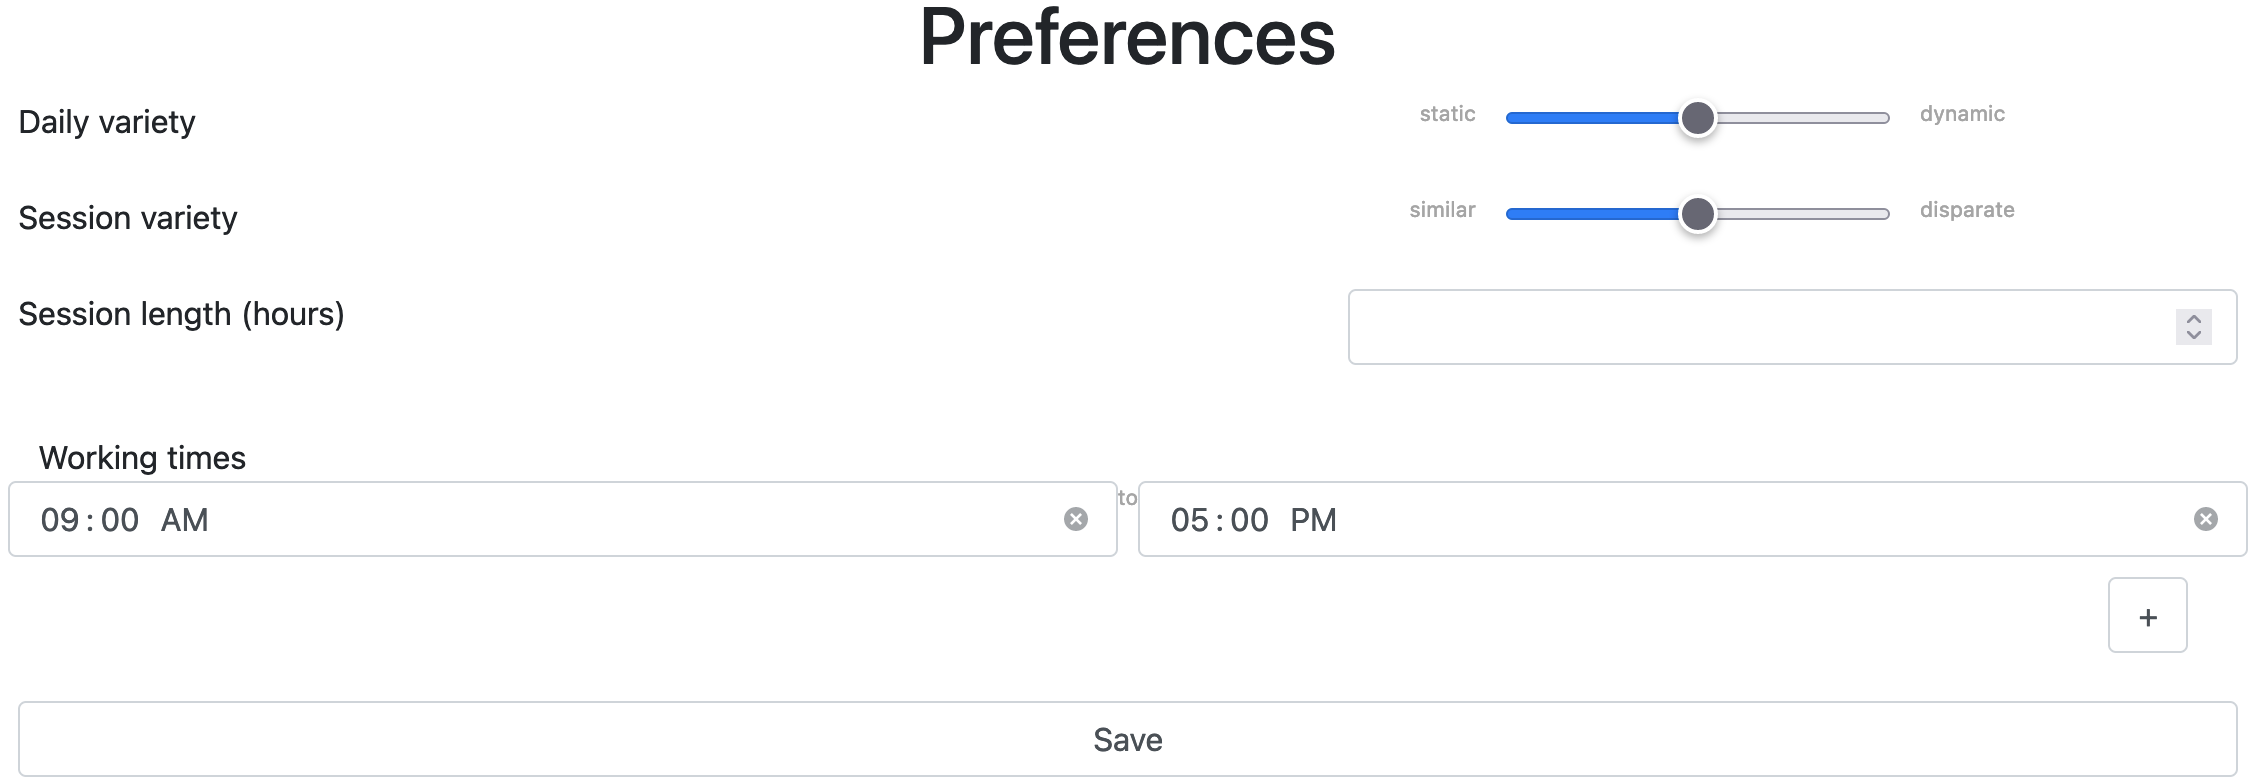 Preferences
Daily variety static dynamic
Session variety similar disparate
Session length (hours)
Working times
09:00 AM to 05:00 PM
+
Save